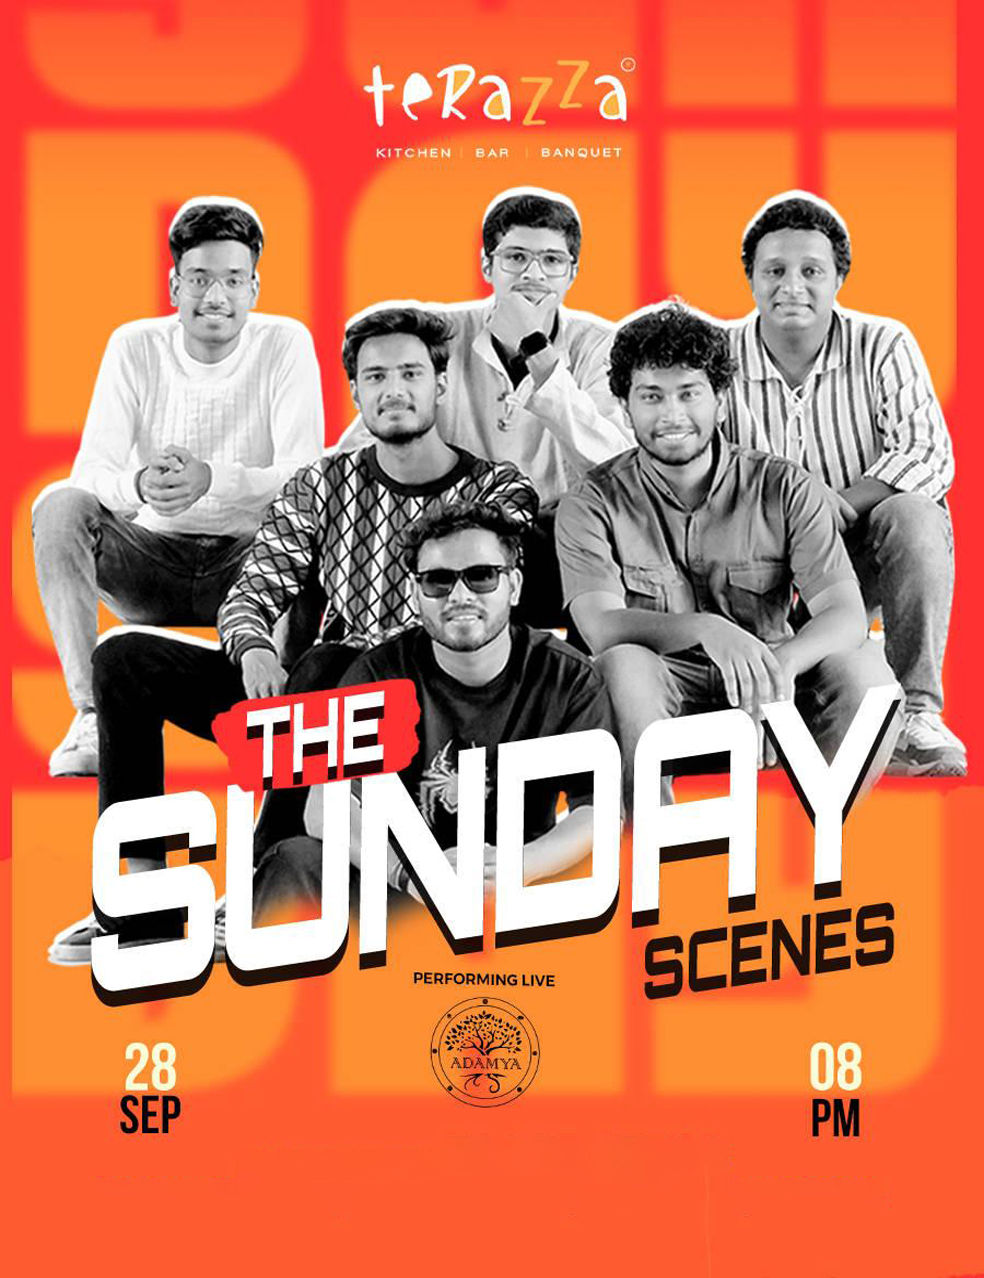 teRazza
KITCHEN | BAR | BANQUET
THE
SUNDAY
SCENES
PERFORMING LIVE
ADAMYA
28
SEP
08
PM